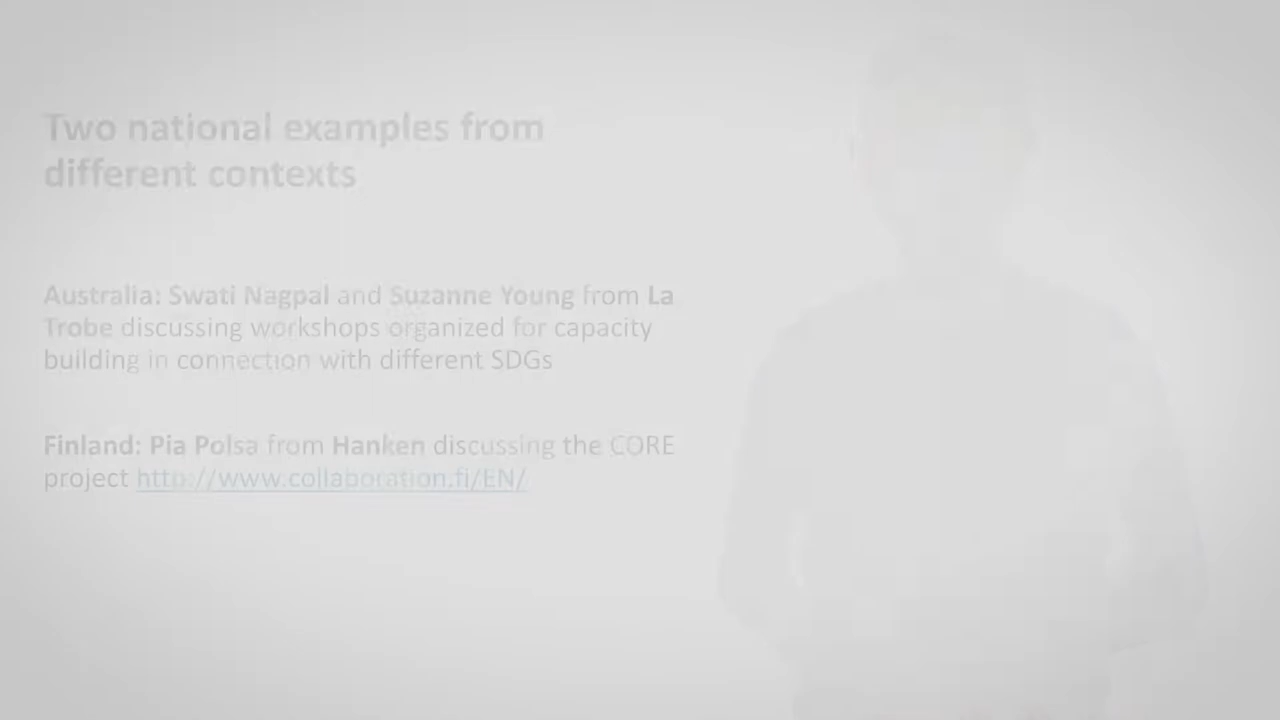 Two national examples from
different contexts
Australia: Swati Nagpal and Suzanne Young from La
Trobe discussing workshops organized for capacity
building in connection with different SDGs
Finland: Pia Polsa from Hanken discussing the CORE
project http://www.collaboration.fi/EN/